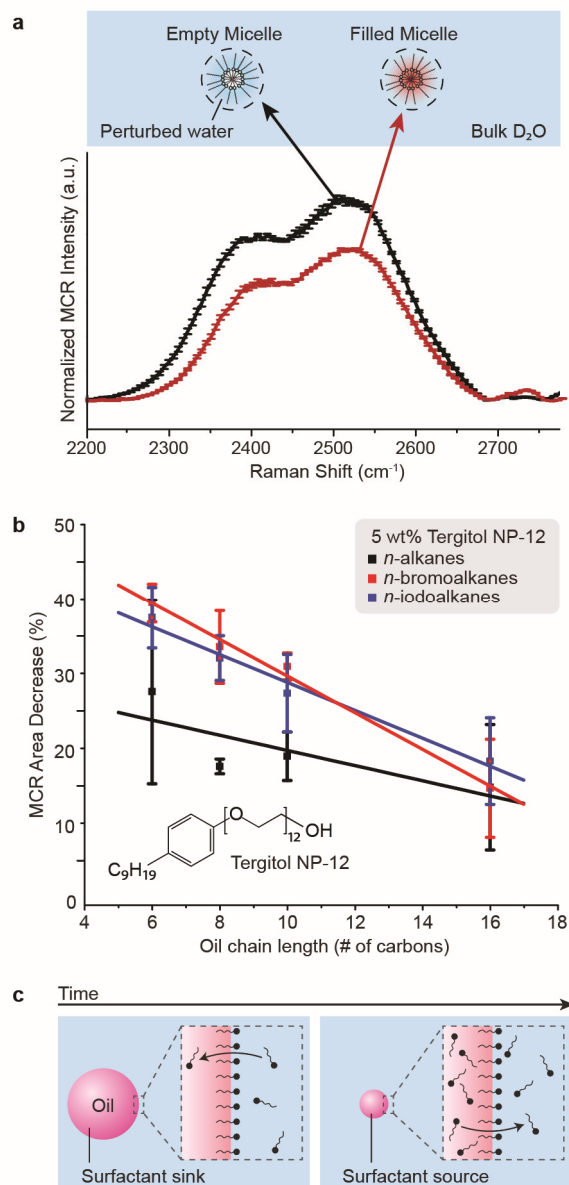 a
Empty Micelle
Filled Micelle
Perturbed water
Bulk D₂O
Normalized MCR Intensity (a.u.)
2200
2300
2400
2500
2600
2700
Raman Shift (cm⁻¹)
b
50
40
30
20
10
0
MCR Area Decrease (%)
5 wt% Tergitol NP-12
n-alkanes
n-bromoalkanes
n-iodoalkanes
C₉H₁₉
O
12
OH
Tergitol NP-12
4
6
8
10
12
14
16
18
Oil chain length (# of carbons)
c
Time
Oil
Surfactant sink
Surfactant source